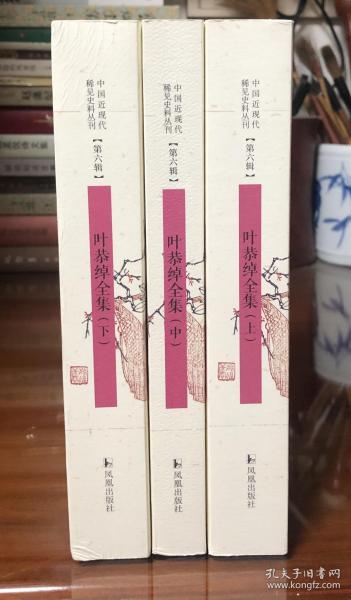 中国近现代
稀见史料丛刊
【第六辑】
叶恭绰全集（下）
凤凰出版社
中国近现代
稀见史料丛刊
【第六辑】
叶恭绰全集（中）
凤凰出版社
中国近现代
稀见史料丛刊
【第六辑】
叶恭绰全集（上）
凤凰出版社
孔夫子旧书网